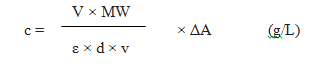 V × MW
c = × ΔA (g/L)
ε × d × v